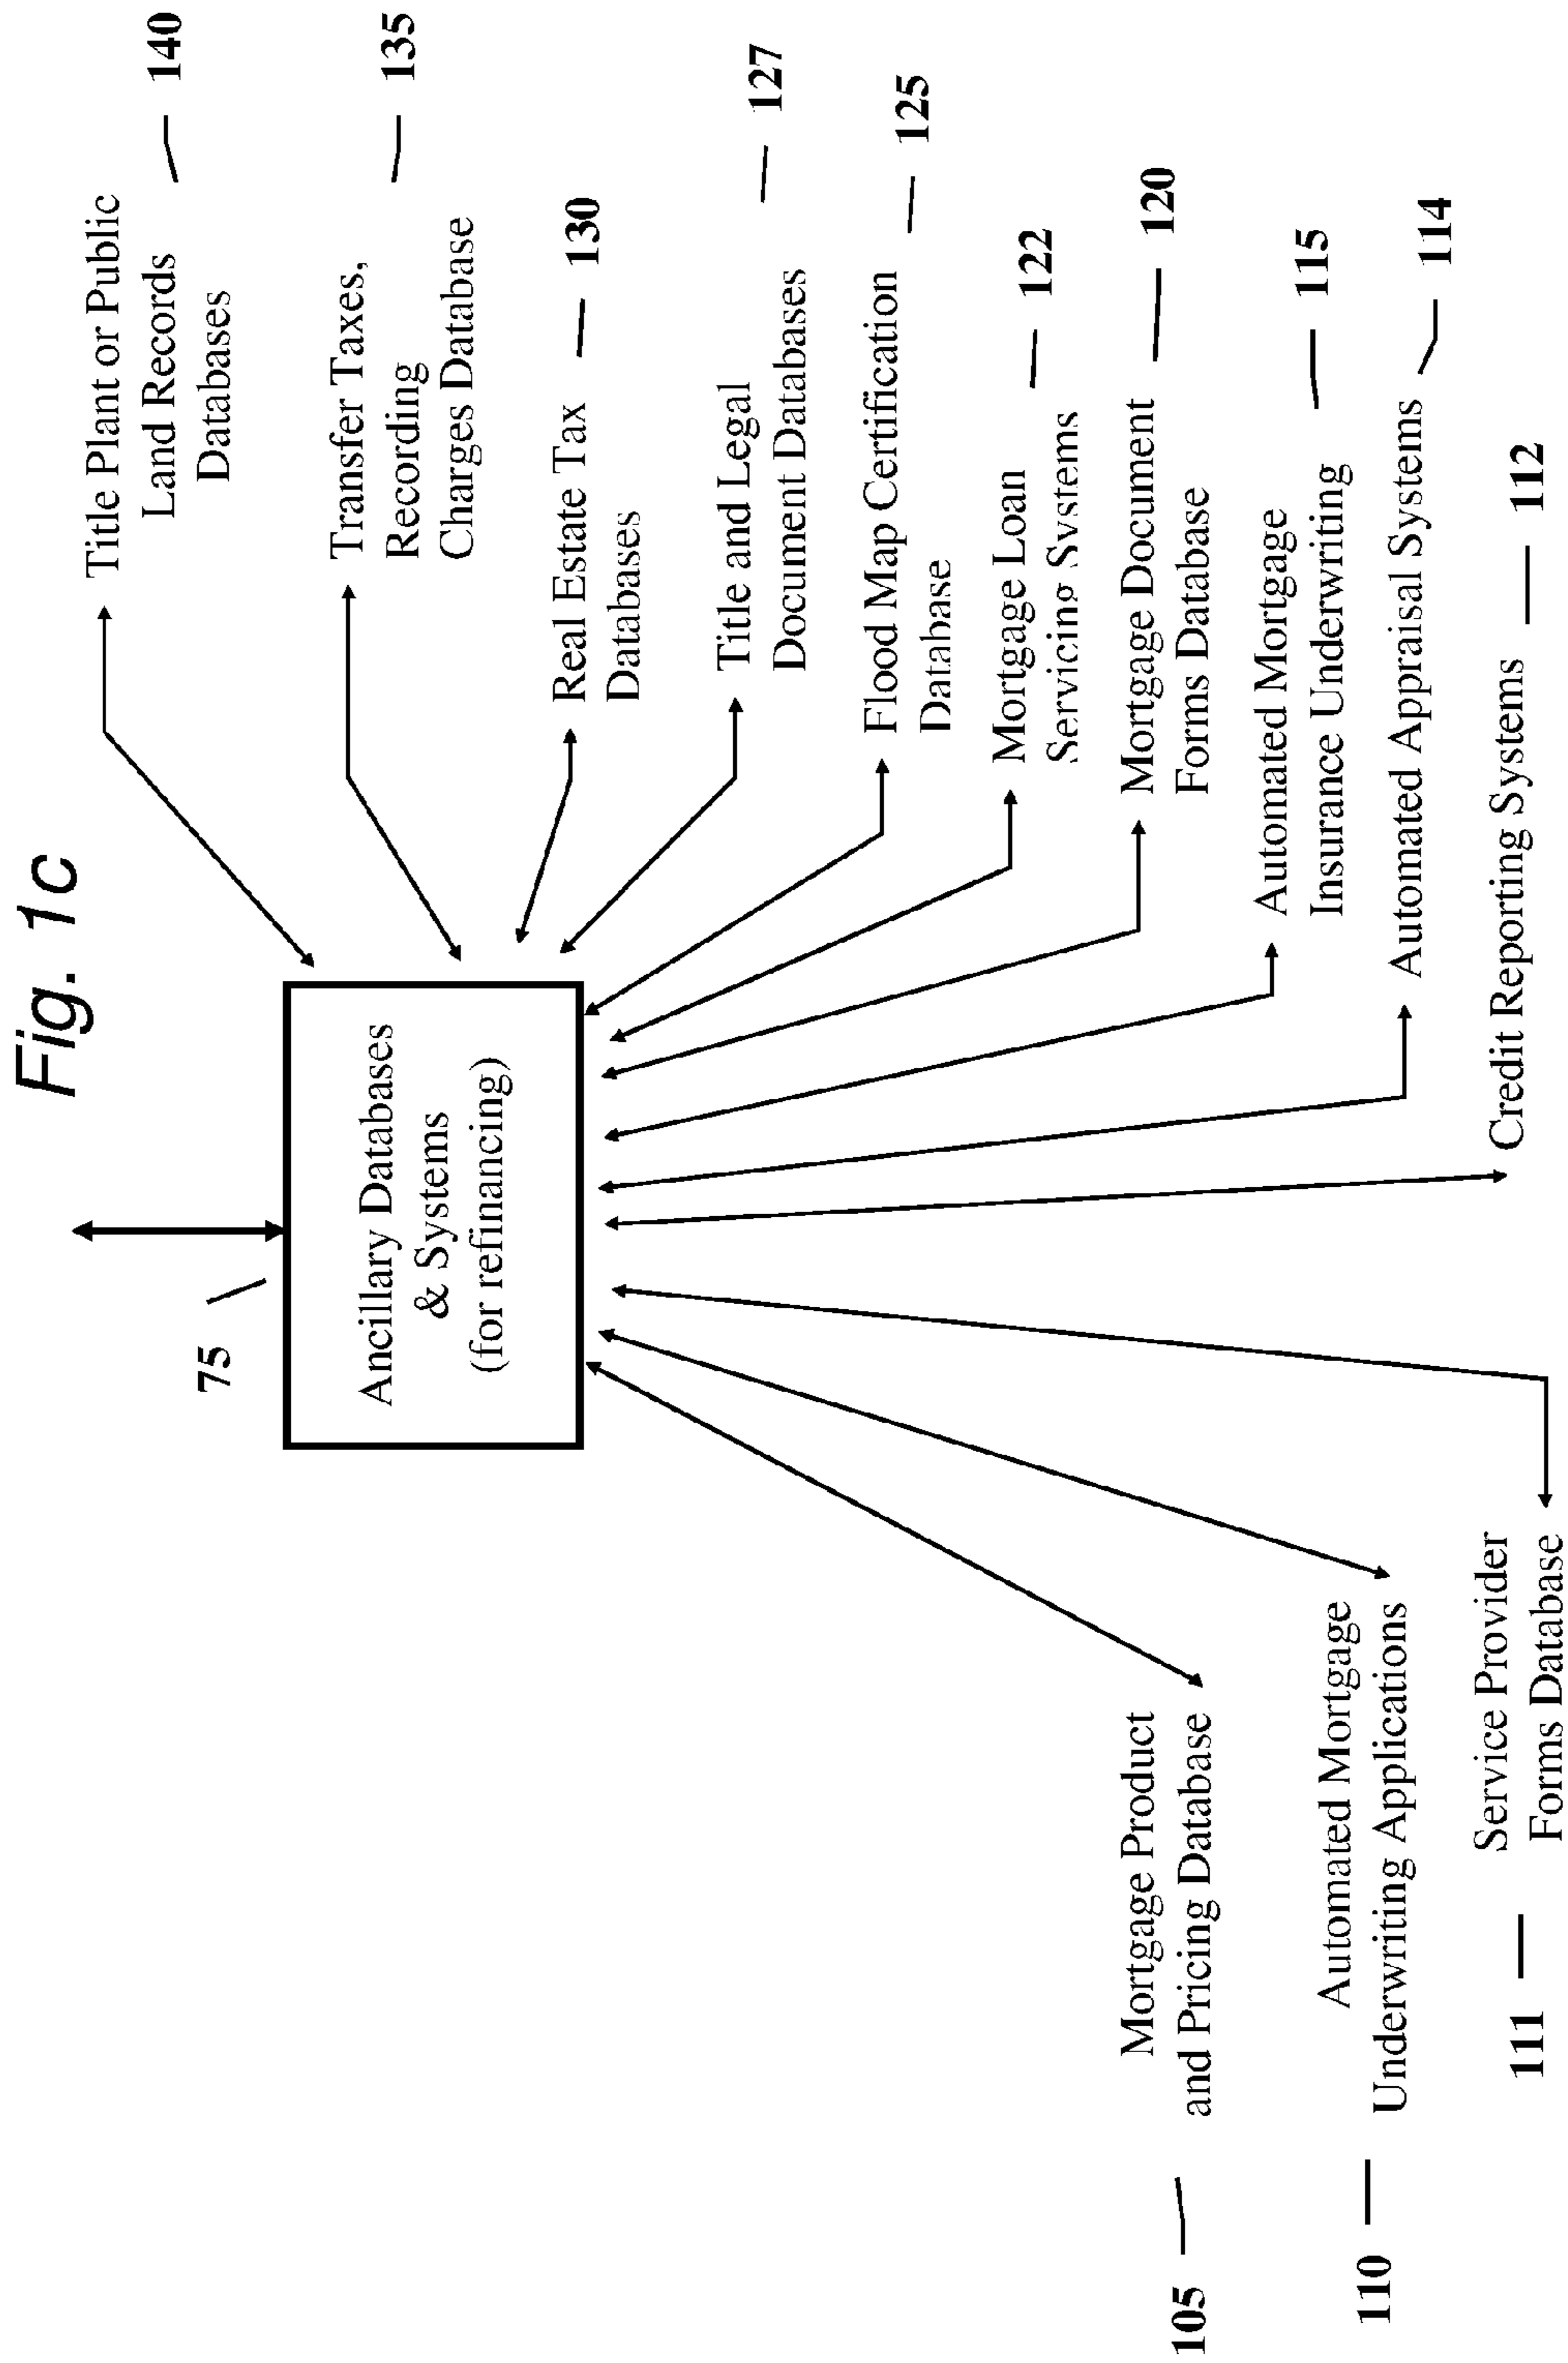 Fig. 1c
75
Ancillary Databases
& Systems
(for refinancing)
Title Plant or Public
Land Records
Databases
140
Transfer Taxes,
Recording
Charges Database
135
Real Estate Tax
Databases
130
Title and Legal
Document Databases
127
Flood Map Certification
Database
125
Mortgage Loan
Servicing Systems
122
Mortgage Document
Forms Database
120
Automated Mortgage
Insurance Underwriting
115
Automated Appraisal Systems
114
Credit Reporting Systems
112
Mortgage Product
and Pricing Database
105
Automated Mortgage
Underwriting Applications
110
Service Provider
Forms Database
111